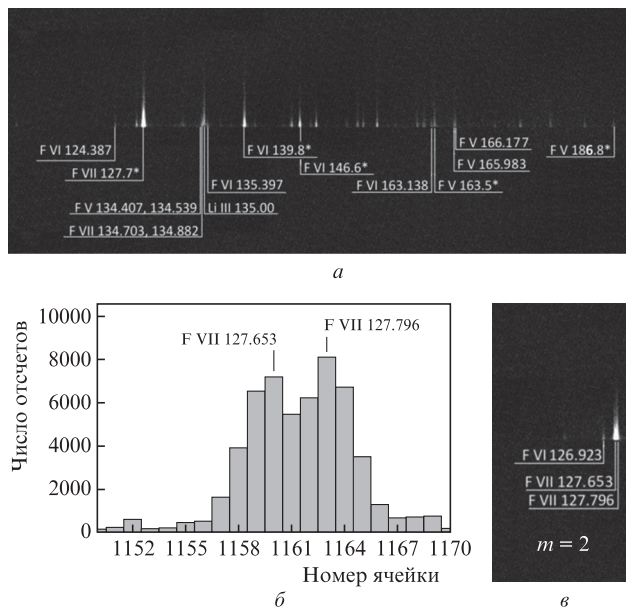 F VI 124.387
F VII 127.7*
F VI 139.8*
F VI 146.6*
F VI 135.397
F V 134.407, 134.539
Li III 135.00
F VII 134.703, 134.882
F VI 163.138
F V 163.5*
F V 166.177
F V 165.983
F V 186.8*
а
Число отсчетов
10000
8000
6000
4000
2000
0
F VII 127.653
F VII 127.796
1152 1155 1158 1161 1164 1167 1170
Номер ячейки
б
F VI 126.923
F VII 127.653
F VII 127.796
m = 2
в